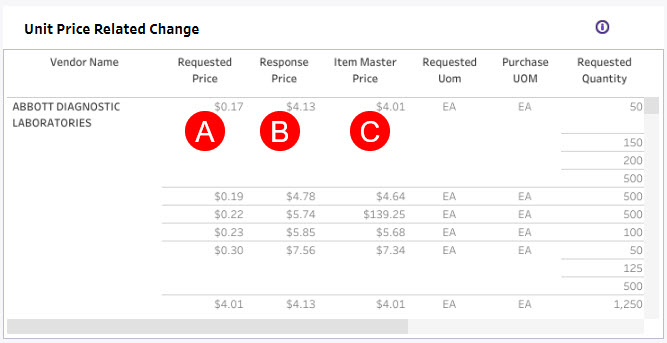 Unit Price Related Change
Vendor Name Requested Price Response Price Item Master Price Requested Uom Purchase UOM Requested Quantity
ABBOTT DIAGNOSTIC LABORATORIES $0.17 $4.13 $4.01 EA EA 50
A B C
150
200
500
$0.19 $4.78 $4.64 EA EA 500
$0.22 $5.74 $139.25 EA EA 500
$0.23 $5.85 $5.68 EA EA 100
$0.30 $7.56 $7.34 EA EA 50
125
500
$4.01 $4.13 $4.01 EA EA 1,250